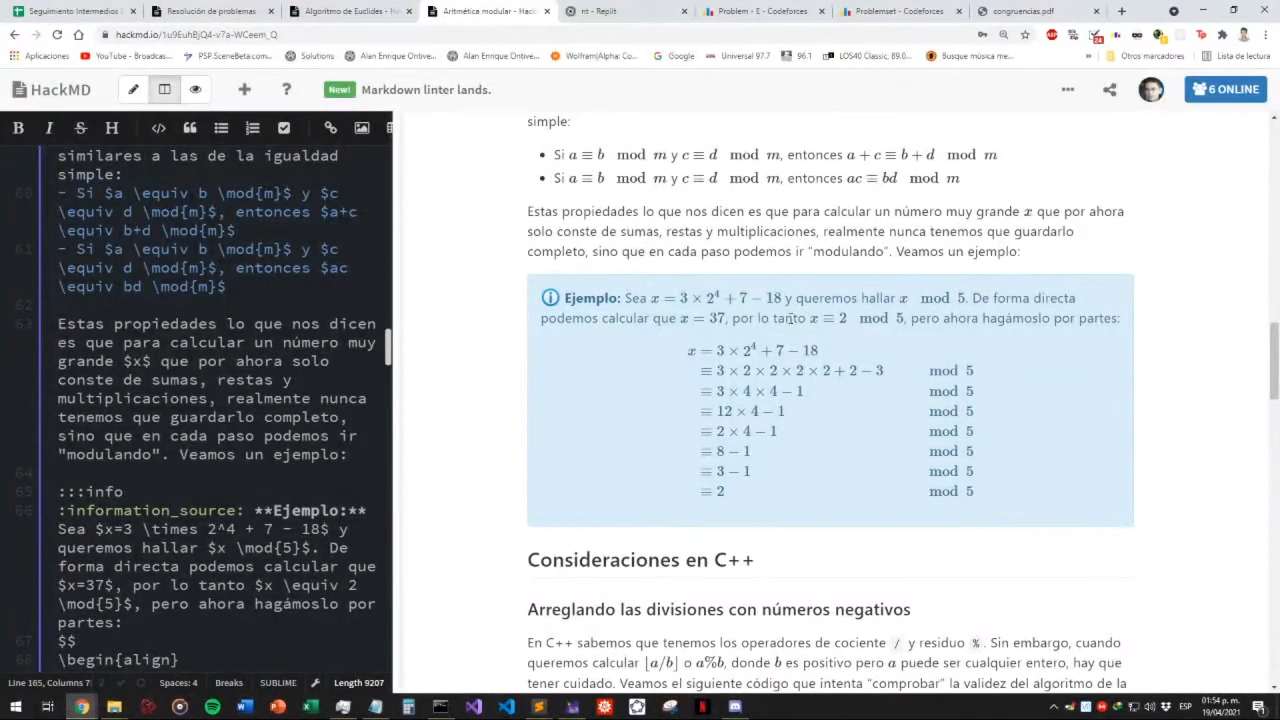 Seguimiento Intermedios
Resolución de problemas
Algoritmo de Euclides - Hac
Aritmética modular - HackM
nt - Replit
Problem - E - Codeforces
Problemset - Codeforces
congruencias.pdf
hackmd.io/1u9EhBjQ4-v7a-WCeem_Q
Aplicaciones
YouTube - Broadcas...
PSP.SceneBeta.com...
Solutions
Alan Enrique Ontive...
Alan Enrique Ontive...
Wolfram|Alpha: Co...
Google
Universal 97.7
96.1
LOS40 Classic, 89.0...
Busque música me...
Otros marcadores
Lista de lectura
HackMD
New! Markdown linter lands.
6 ONLINE
similares a las de la igualdad
simple:
60 - Si $a \equiv b \mod{m}$ y $c
\equiv d \mod{m}$, entonces $a+c
\equiv b+d \mod{m}$
61 - Si $a \equiv b \mod{m}$ y $c
\equiv d \mod{m}$, entonces $ac
\equiv bd \mod{m}$
62
63 Estas propiedades lo que nos dicen
es que para calcular un número muy
grande $x$ que por ahora solo
conste de sumas, restas y
multiplicaciones, realmente nunca
tenemos que guardarlo completo,
sino que en cada paso podemos ir
"modulando". Veamos un ejemplo:
64
65 :::info
66 :information_source: **Ejemplo:**
Sea $x=3 \times 2^4 + 7 - 18$ y
queremos hallar $x \mod{5}$. De
forma directa podemos calcular que
$x=37$, por lo tanto $x \equiv 2
\mod{5}$, pero ahora hagámoslo por
partes:
67 $$
68 \begin{align}
Line 165, Columns 7
Spaces: 4
Breaks
SUBLIME
Length 9207
simple:
• Si a ≡ b mod m y c ≡ d mod m, entonces a + c ≡ b + d mod m
• Si a ≡ b mod m y c ≡ d mod m, entonces ac ≡ bd mod m
Estas propiedades lo que nos dicen es que para calcular un número muy grande x que por ahora
solo conste de sumas, restas y multiplicaciones, realmente nunca tenemos que guardarlo
completo, sino que en cada paso podemos ir “modulando”. Veamos un ejemplo:
Ejemplo: Sea x = 3 × 2⁴ + 7 − 18 y queremos hallar x mod 5. De forma directa
podemos calcular que x = 37, por lo tanto x ≡ 2 mod 5, pero ahora hagámoslo por partes:
x = 3 × 2⁴ + 7 − 18
≡ 3 × 2 × 2 × 2 × 2 + 2 − 3 mod 5
≡ 3 × 4 × 4 − 1 mod 5
≡ 12 × 4 − 1 mod 5
≡ 2 × 4 − 1 mod 5
≡ 8 − 1 mod 5
≡ 3 − 1 mod 5
≡ 2 mod 5
Consideraciones en C++
Arreglando las divisiones con números negativos
En C++ sabemos que tenemos los operadores de cociente / y residuo %. Sin embargo, cuando
queremos calcular ⌊a/b⌋ o a%b, donde b es positivo pero a puede ser cualquier entero, hay que
tener cuidado. Veamos el siguiente código que intenta “comprobar” la validez del algoritmo de la
ESP
01:54 p. m.
19/04/2021